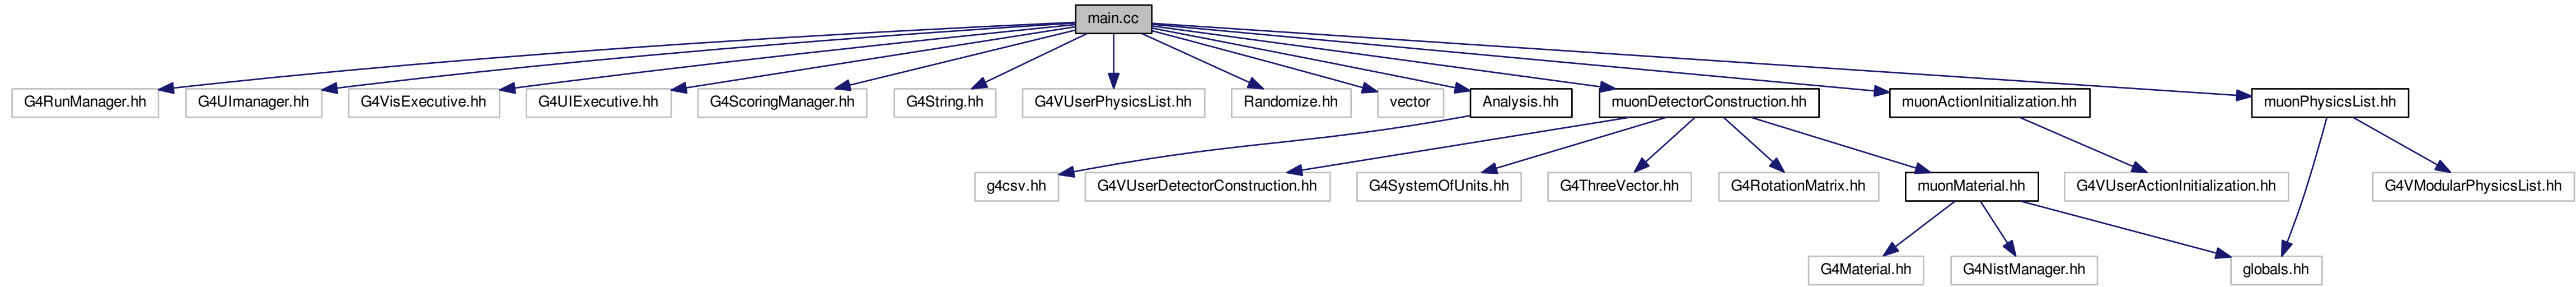 main.cc
G4RunManager.hh
G4UImanager.hh
G4VisExecutive.hh
G4UIExecutive.hh
G4ScoringManager.hh
G4String.hh
G4VUserPhysicsList.hh
Randomize.hh
vector
Analysis.hh
muonDetectorConstruction.hh
muonActionInitialization.hh
muonPhysicsList.hh
g4csv.hh
G4VUserDetectorConstruction.hh
G4SystemOfUnits.hh
G4ThreeVector.hh
G4RotationMatrix.hh
muonMaterial.hh
G4VUserActionInitialization.hh
G4VModularPhysicsList.hh
G4Material.hh
G4NistManager.hh
globals.hh